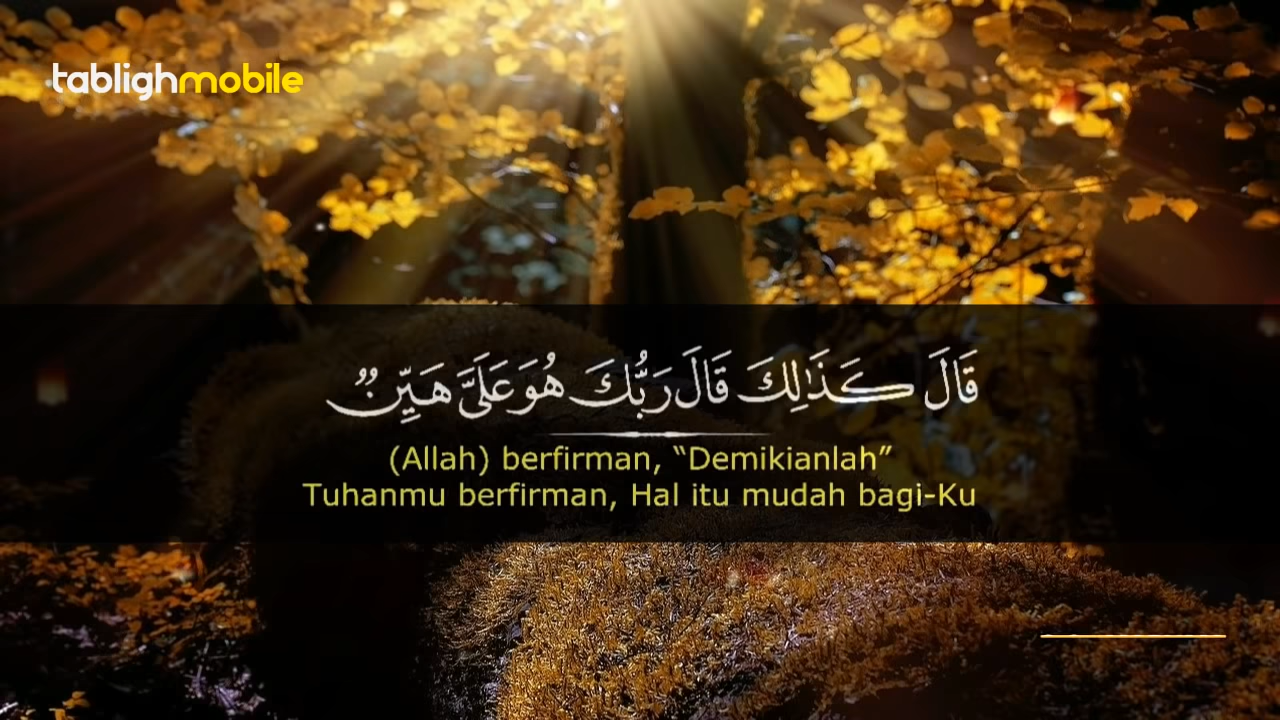 tablighmobile
قَالَ كَذَٰلِكَ قَالَ رَبُّكَ هُوَ عَلَيَّ هَيِّنٌ
(Allah) berfirman, “Demikianlah”
Tuhanmu berfirman, Hal itu mudah bagi-Ku